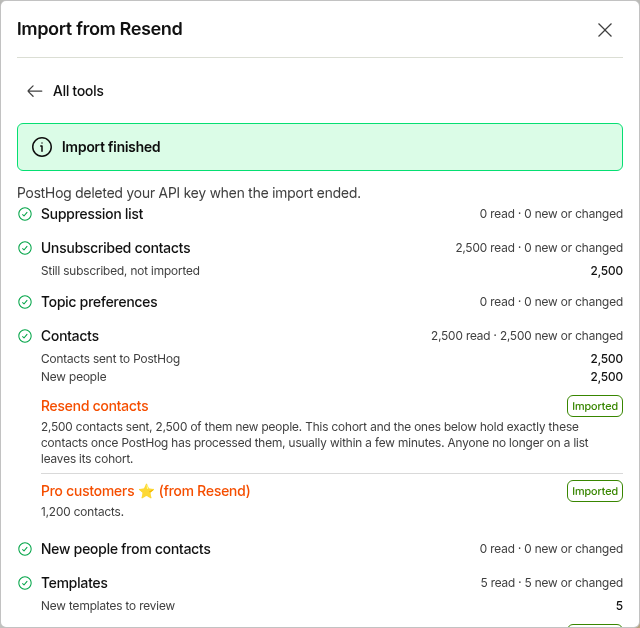 Import from Resend
All tools
Import finished
PostHog deleted your API key when the import ended.
Suppression list
0 read · 0 new or changed
Unsubscribed contacts
2,500 read · 0 new or changed
Still subscribed, not imported
2,500
Topic preferences
0 read · 0 new or changed
Contacts
2,500 read · 2,500 new or changed
Contacts sent to PostHog
2,500
New people
2,500
Resend contacts
Imported
2,500 contacts sent, 2,500 of them new people. This cohort and the ones below hold exactly these
contacts once PostHog has processed them, usually within a few minutes. Anyone no longer on a list
leaves its cohort.
Pro customers ⭐ (from Resend)
Imported
1,200 contacts.
New people from contacts
0 read · 0 new or changed
Templates
5 read · 5 new or changed
New templates to review
5